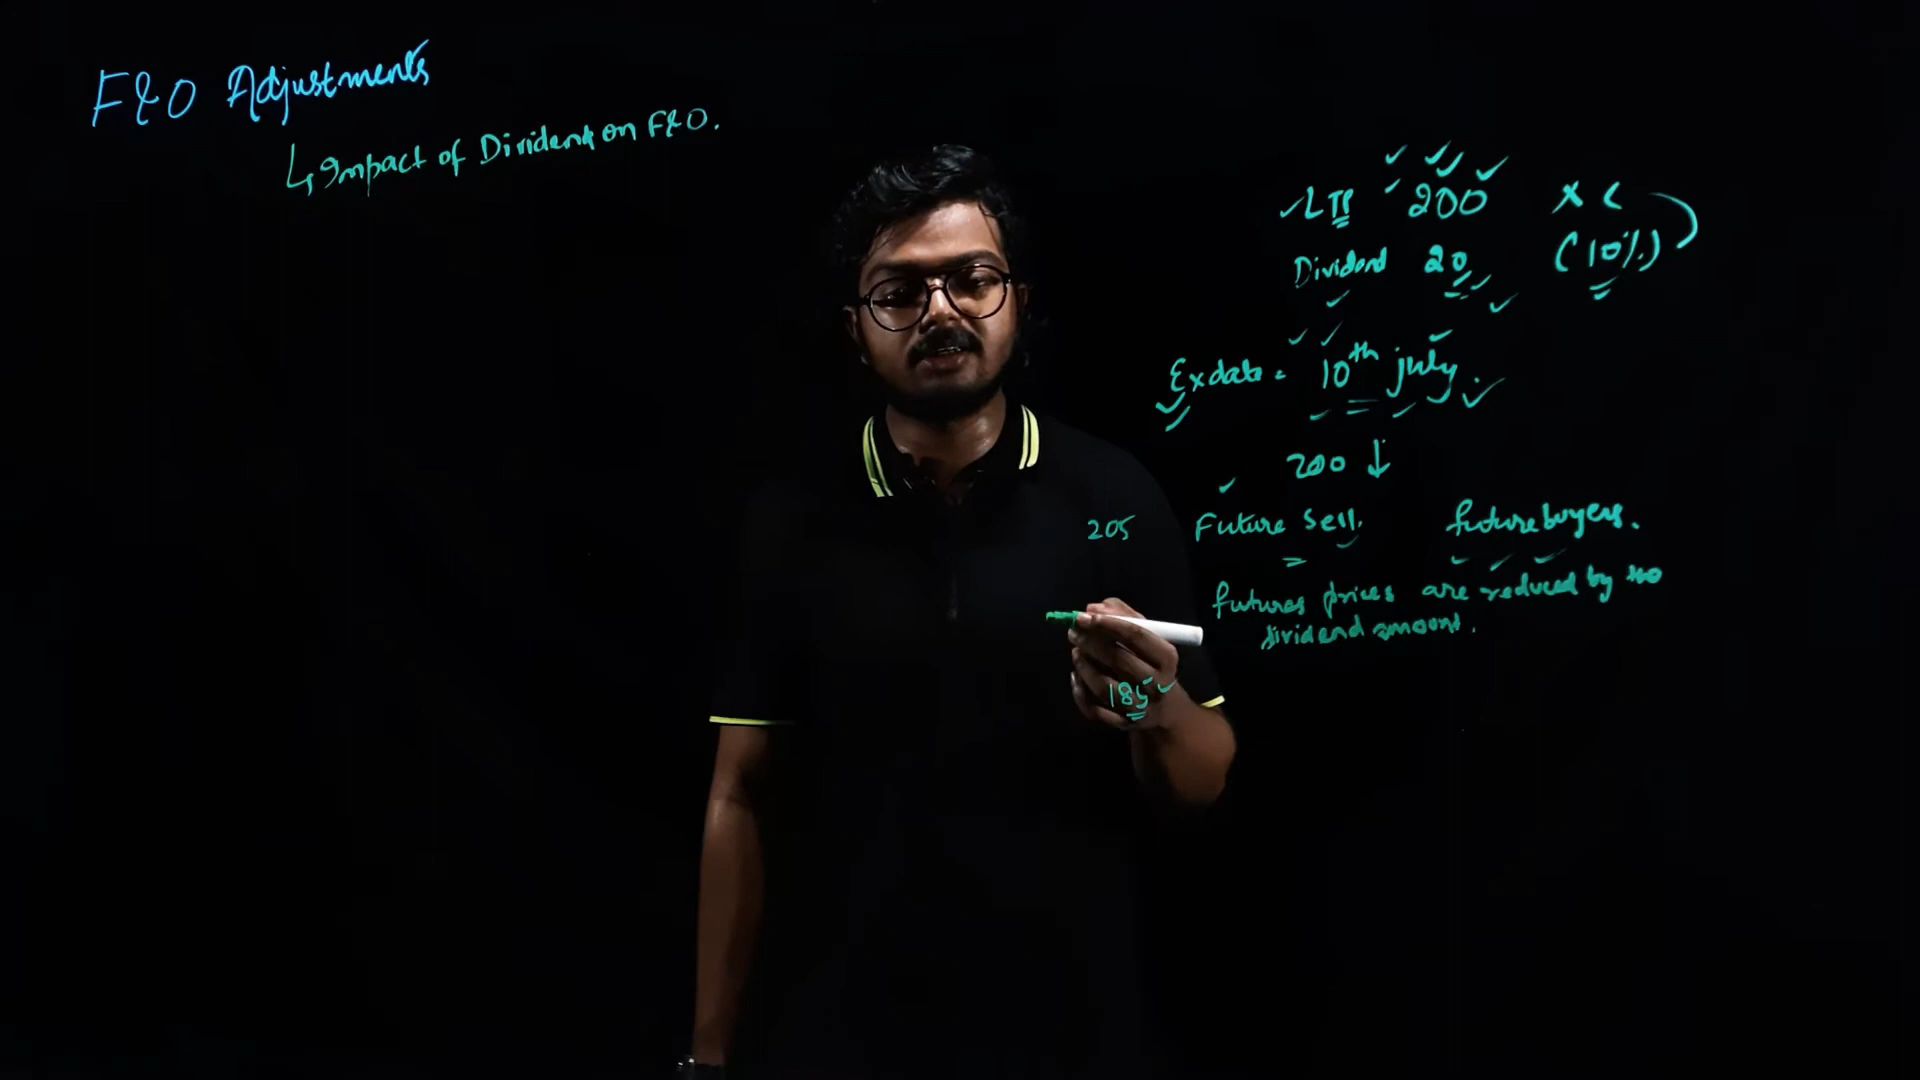 F&O Adjustments
↳ Impact of Dividend on F&O.
LTP 200 X C
Dividend 20 (10%)
Exdate = 10th july.
200 ↓
205 Future Sell. future buyers.
futures prices are reduced by the
dividend amount.
185